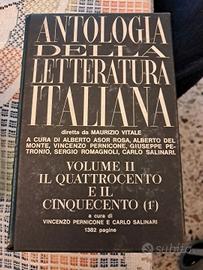 ANTOLOGIA
DELLA
LETTERATURA
ITALIANA
diretta da MAURIZIO VITALE
A CURA DI ALBERTO ASOR ROSA, ALBERTO DEL
MONTE, VINCENZO PERNICONE, GIUSEPPE PE-
TRONIO, SERGIO ROMAGNOLI, CARLO SALINARI.
VOLUME II
IL QUATTROCENTO
E IL
CINQUECENTO (1°)
a cura di
VINCENZO PERNICONE E CARLO SALINARI
1382 pagine
subito